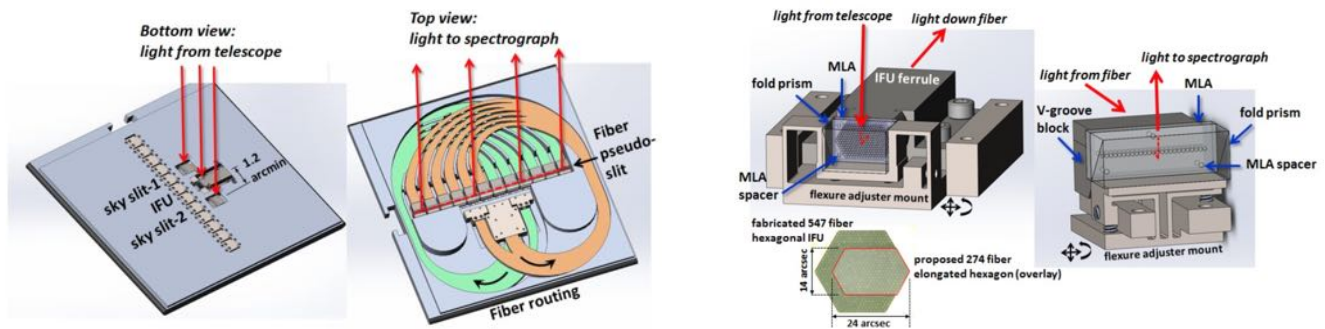 Bottom view:
light from telescope
sky slit-1
IFU
sky slit-2
1.2
arcmin
Top view:
light to spectrograph
Fiber
pseudo-
slit
Fiber routing
light from telescope
light down fiber
MLA
IFU ferrule
fold prism
MLA
spacer
flexure adjuster mount
fabricated 547 fiber
hexagonal IFU
14 arcsec
24 arcsec
proposed 274 fiber
elongated hexagon (overlay)
light to spectrograph
light from fiber
MLA
V-groove
block
fold
prism
MLA spacer
flexure adjuster mount